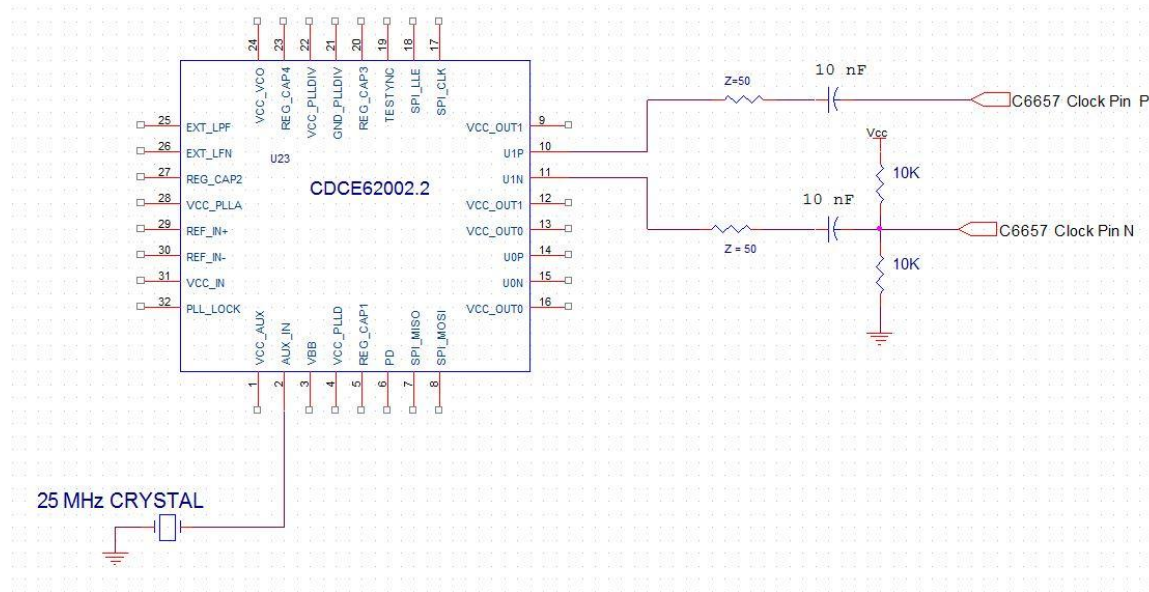 24
23
22
21
20
19
18
17
VCC_VCO
REG_CAP4
VCC_PLLDIV
GND_PLLDIV
REG_CAP3
TESTYNC
SPI_LLE
SPI_CLK
25 EXT_LPF
26 EXT_LFN
27 REG_CAP2
28 VCC_PLLA
29 REF_IN+
30 REF_IN-
31 VCC_IN
32 PLL_LOCK
U23
CDCE62002.2
VCC_OUT1 9
U1P 10
U1N 11
VCC_OUT1 12
VCC_OUT0 13
U0P 14
U0N 15
VCC_OUT0 16
VCC_AUX
AUX_IN
VBB
VCC_PLLD
REG_CAP1
PD
SPI_MISO
SPI_MOSI
1
2
3
4
5
6
7
8
Z=50
10 nF
C6657 Clock Pin P
Vcc
10K
10 nF
Z = 50
C6657 Clock Pin N
10K
25 MHz CRYSTAL